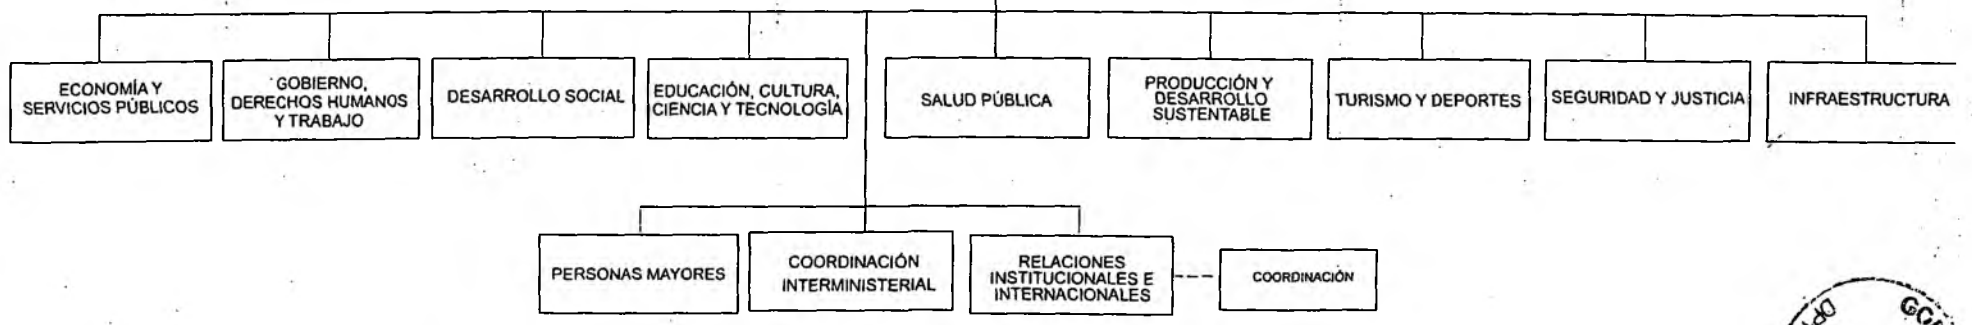 ECONOMÍA Y
SERVICIOS PÚBLICOS
GOBIERNO,
DERECHOS HUMANOS
Y TRABAJO
DESARROLLO SOCIAL
EDUCACIÓN, CULTURA,
CIENCIA Y TECNOLOGÍA
SALUD PÚBLICA
PRODUCCIÓN Y
DESARROLLO
SUSTENTABLE
TURISMO Y DEPORTES
SEGURIDAD Y JUSTICIA
INFRAESTRUCTURA
PERSONAS MAYORES
COORDINACIÓN
INTERMINISTERIAL
RELACIONES
INSTITUCIONALES E
INTERNACIONALES
COORDINACIÓN